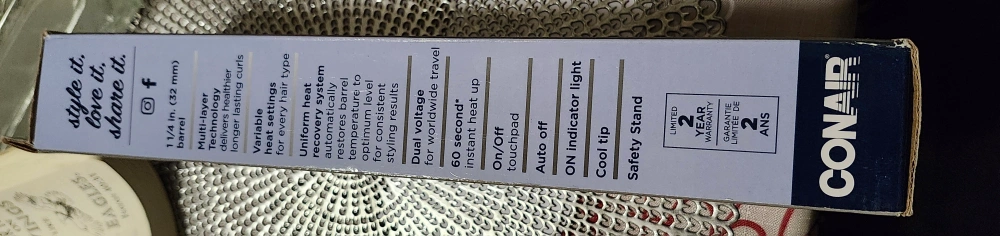 style it.
love it.
share it.
1 1/4 in. (32 mm)
barrel
Multi-layer
Technology
delivers healthier
longer lasting curls
Variable
heat settings
for every hair type
Uniform heat
recovery system
automatically
restores barrel
temperature to
optimum level
for consistent
styling results
Dual voltage
for worldwide travel
60 second*
instant heat up
On/Off
touchpad
Auto off
ON indicator light
Cool tip
Safety Stand
LIMITED
2
YEAR
WARRANTY
GARANTIE
LIMITÉE DE
2
ANS
CONAIR
EAGLES